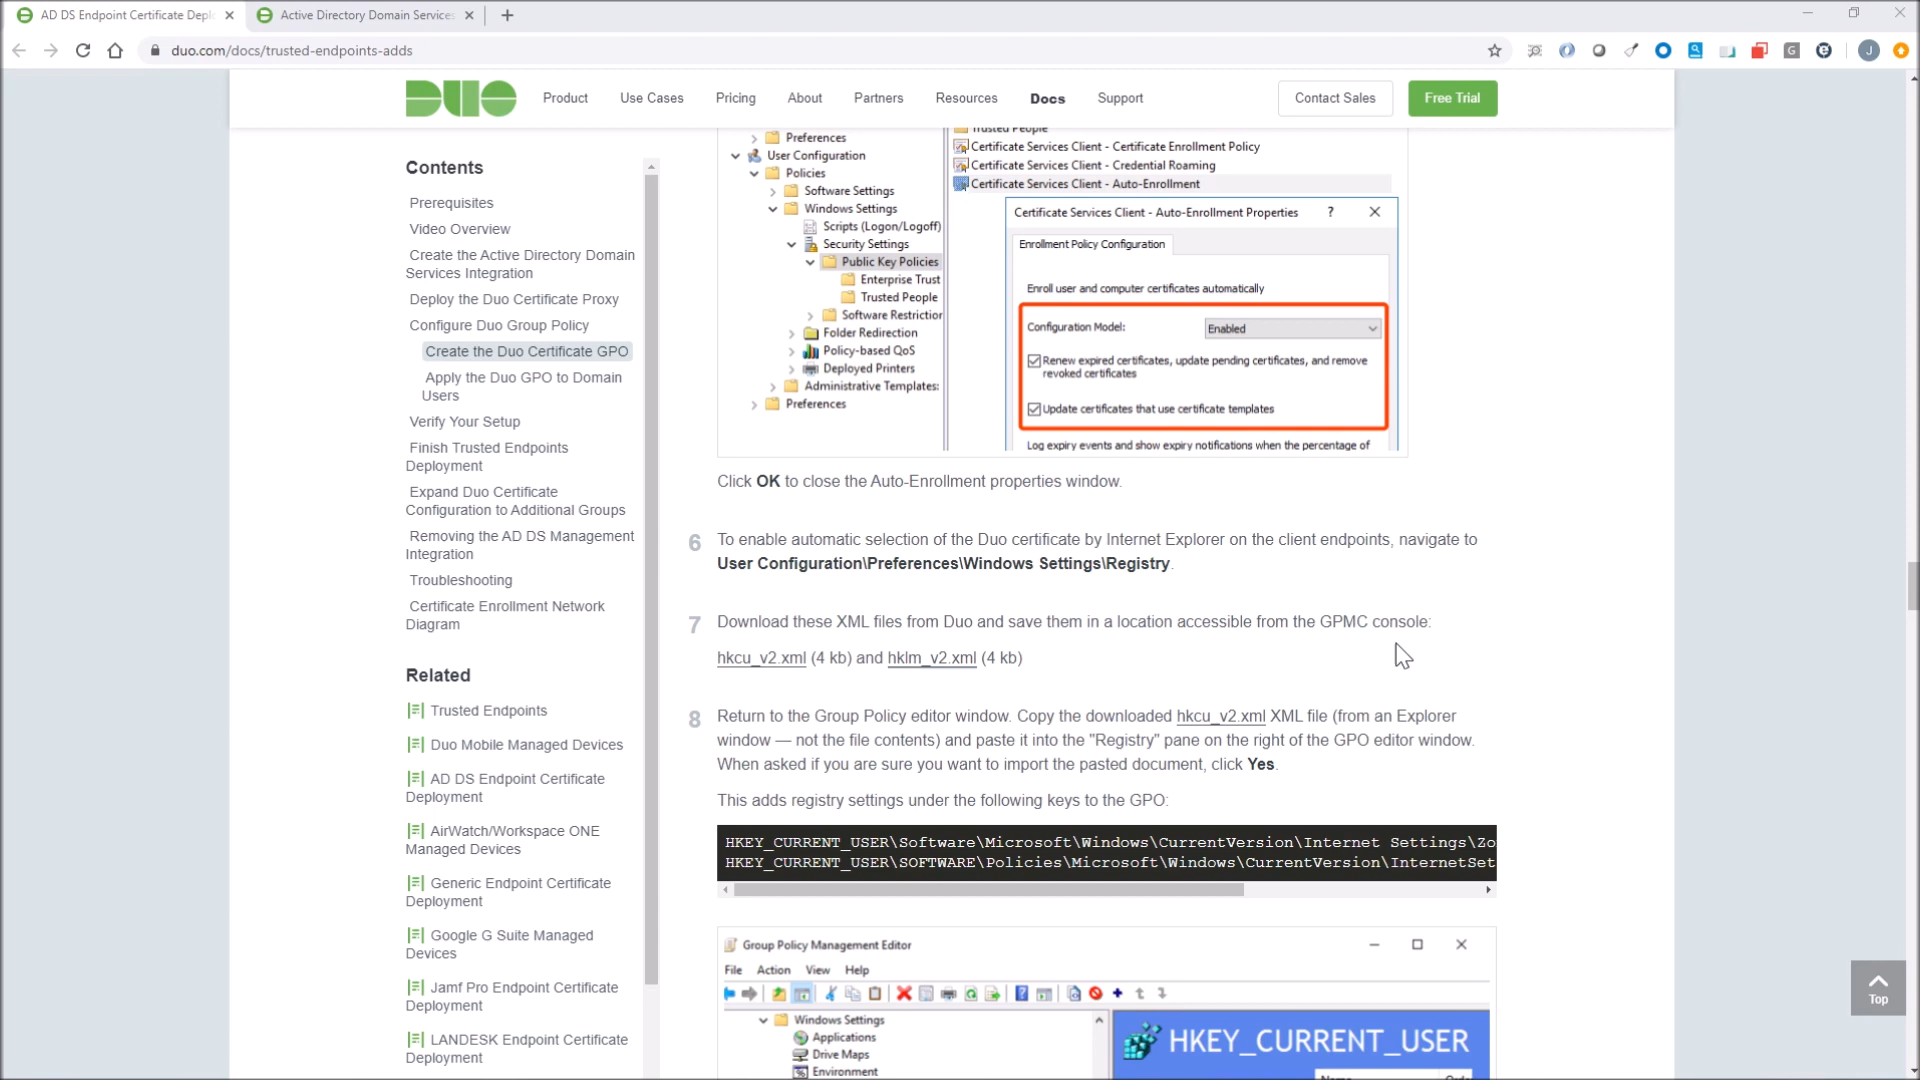 AD DS Endpoint Certificate Depl
Active Directory Domain Services
duo.com/docs/trusted-endpoints-adds
J
DUO
Product
Use Cases
Pricing
About
Partners
Resources
Docs
Support
Contact Sales
Free Trial
Contents
Prerequisites
Video Overview
Create the Active Directory Domain
Services Integration
Deploy the Duo Certificate Proxy
Configure Duo Group Policy
Create the Duo Certificate GPO
Apply the Duo GPO to Domain
Users
Verify Your Setup
Finish Trusted Endpoints
Deployment
Expand Duo Certificate
Configuration to Additional Groups
Removing the AD DS Management
Integration
Troubleshooting
Certificate Enrollment Network
Diagram
Related
Trusted Endpoints
Duo Mobile Managed Devices
AD DS Endpoint Certificate
Deployment
AirWatch/Workspace ONE
Managed Devices
Generic Endpoint Certificate
Deployment
Google G Suite Managed
Devices
Jamf Pro Endpoint Certificate
Deployment
LANDESK Endpoint Certificate
Deployment
Preferences
User Configuration
Policies
Software Settings
Windows Settings
Scripts (Logon/Logoff)
Security Settings
Public Key Policies
Enterprise Trust
Trusted People
Software Restriction
Folder Redirection
Policy-based QoS
Deployed Printers
Administrative Templates:
Preferences
Trusted People
Certificate Services Client - Certificate Enrollment Policy
Certificate Services Client - Credential Roaming
Certificate Services Client - Auto-Enrollment
Certificate Services Client - Auto-Enrollment Properties ?
Enrollment Policy Configuration
Enroll user and computer certificates automatically
Configuration Model: Enabled
Renew expired certificates, update pending certificates, and remove
revoked certificates
Update certificates that use certificate templates
Log expiry events and show expiry notifications when the percentage of
Click OK to close the Auto-Enrollment properties window.
6 To enable automatic selection of the Duo certificate by Internet Explorer on the client endpoints, navigate to
User Configuration\Preferences\Windows Settings\Registry.
7 Download these XML files from Duo and save them in a location accessible from the GPMC console:
hkcu_v2.xml (4 kb) and hklm_v2.xml (4 kb)
8 Return to the Group Policy editor window. Copy the downloaded hkcu_v2.xml XML file (from an Explorer
window — not the file contents) and paste it into the "Registry" pane on the right of the GPO editor window.
When asked if you are sure you want to import the pasted document, click Yes.
This adds registry settings under the following keys to the GPO:
HKEY_CURRENT_USER\Software\Microsoft\Windows\CurrentVersion\Internet Settings\Zo
HKEY_CURRENT_USER\SOFTWARE\Policies\Microsoft\Windows\CurrentVersion\InternetSet
Group Policy Management Editor
File Action View Help
Windows Settings
Applications
Drive Maps
Environment
HKEY_CURRENT_USER
Top